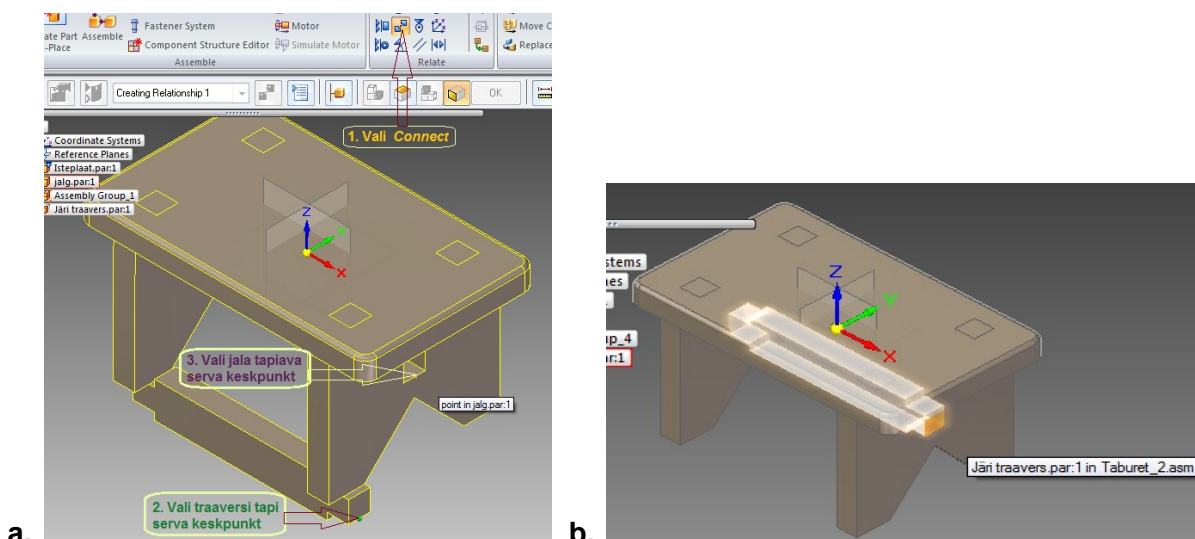 ate Part Assemble
-Place
Fastener System
Component Structure Editor
Motor
Simulate Motor
Move C
Replace
Assemble
Relate
Creating Relationship 1
OK
1. Vali Connect
Coordinate Systems
Reference Planes
Isteplaat.par:1
jalg.par:1
Assembly Group_1
Järi traavers.par:1
Z
Y
X
3. Vali jala tapiava
serva keskpunkt
point in jalg.par:1
2. Vali traaversi tapi
serva keskpunkt
a.
stems
nes
up_4
ar:1
Z
Y
X
Järi traavers.par:1 in Taburet_2.asm
b.